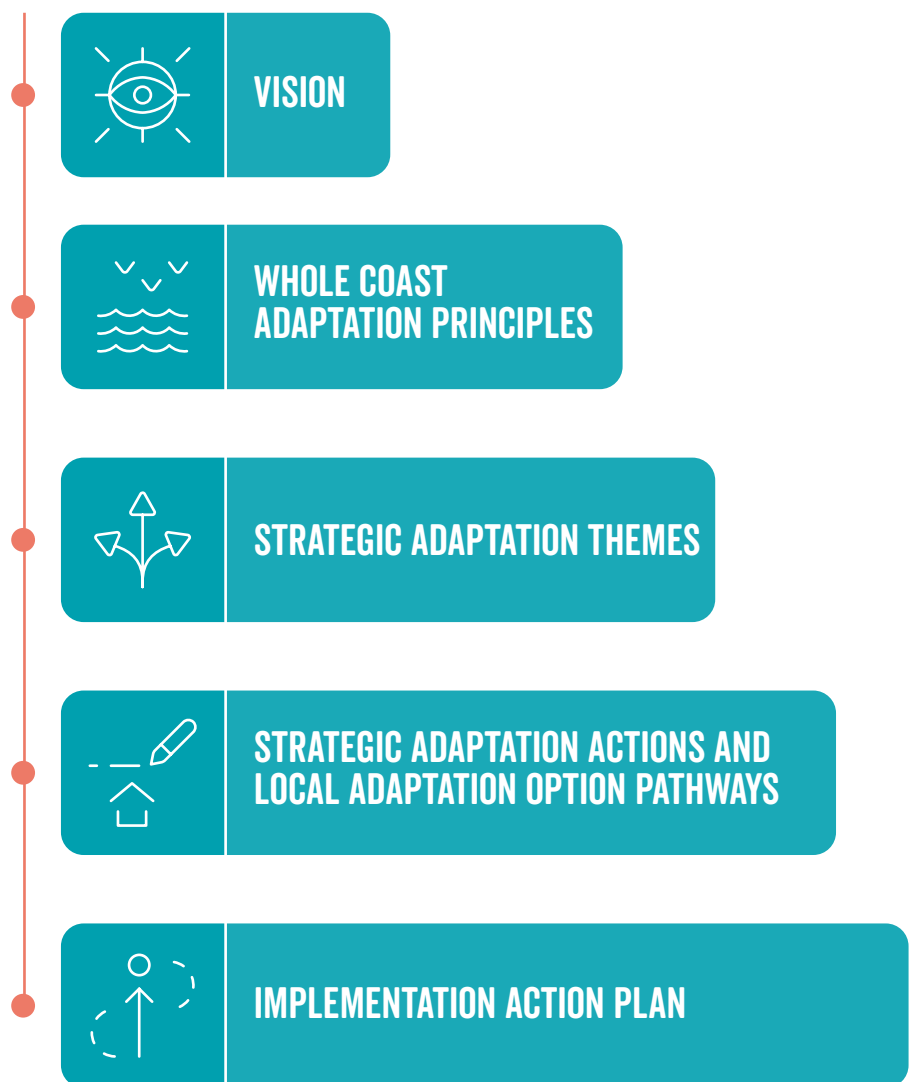 VISION
WHOLE COAST
ADAPTATION PRINCIPLES
STRATEGIC ADAPTATION THEMES
STRATEGIC ADAPTATION ACTIONS AND
LOCAL ADAPTATION OPTION PATHWAYS
IMPLEMENTATION ACTION PLAN